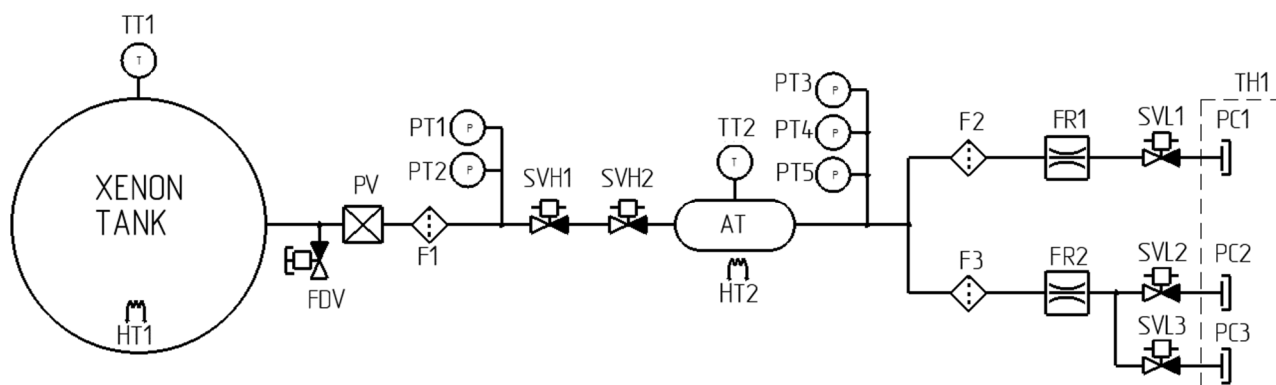 TT1
T
XENON
TANK
HT1
FDV
PV
F1
PT1
P
PT2
P
SVH1
SVH2
TT2
T
AT
HT2
PT3
P
PT4
P
PT5
P
F2
FR1
SVL1
TH1
PC1
F3
FR2
SVL2
PC2
SVL3
PC3